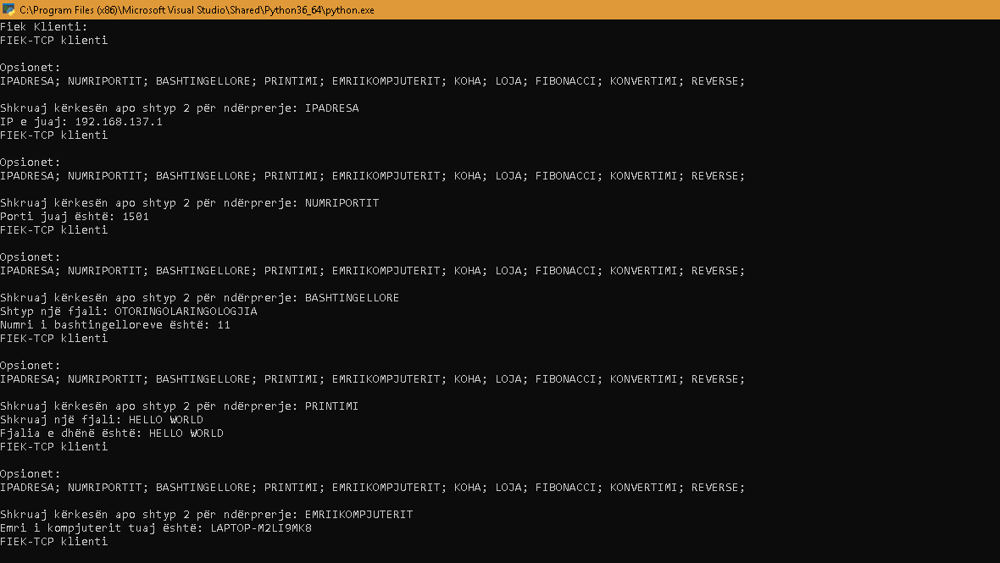 C:\Program Files (x86)\Microsoft Visual Studio\Shared\Python36_64\python.exe
Fiek Klienti:
FIEK-TCP klienti
Opsionet:
IPADRESA; NUMRIPORTIT; BASHTINGELLORE; PRINTIMI; EMRIIKOMPJUTERIT; KOHA; LOJA; FIBONACCI; KONVERTIMI; REVERSE;
Shkruaj kërkesën apo shtyp 2 për ndërprerje: IPADRESA
IP e juaj: 192.168.137.1
FIEK-TCP klienti
Opsionet:
IPADRESA; NUMRIPORTIT; BASHTINGELLORE; PRINTIMI; EMRIIKOMPJUTERIT; KOHA; LOJA; FIBONACCI; KONVERTIMI; REVERSE;
Shkruaj kërkesën apo shtyp 2 për ndërprerje: NUMRIPORTIT
Porti juaj është: 1501
FIEK-TCP klienti
Opsionet:
IPADRESA; NUMRIPORTIT; BASHTINGELLORE; PRINTIMI; EMRIIKOMPJUTERIT; KOHA; LOJA; FIBONACCI; KONVERTIMI; REVERSE;
Shkruaj kërkesën apo shtyp 2 për ndërprerje: BASHTINGELLORE
Shtyp një fjali: OTORINGOLARINGOLOGJIA
Numri i bashtingelloreve është: 11
FIEK-TCP klienti
Opsionet:
IPADRESA; NUMRIPORTIT; BASHTINGELLORE; PRINTIMI; EMRIIKOMPJUTERIT; KOHA; LOJA; FIBONACCI; KONVERTIMI; REVERSE;
Shkruaj kërkesën apo shtyp 2 për ndërprerje: PRINTIMI
Shkruaj një fjali: HELLO WORLD
Fjalia e dhënë është: HELLO WORLD
FIEK-TCP klienti
Opsionet:
IPADRESA; NUMRIPORTIT; BASHTINGELLORE; PRINTIMI; EMRIIKOMPJUTERIT; KOHA; LOJA; FIBONACCI; KONVERTIMI; REVERSE;
Shkruaj kërkesën apo shtyp 2 për ndërprerje: EMRIIKOMPJUTERIT
Emri i kompjuterit tuaj është: LAPTOP-M2LI9MK8
FIEK-TCP klienti